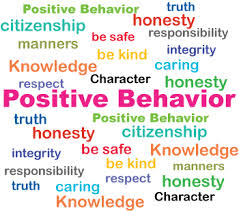 Positive Behavior truth
citizenship honesty
be safe responsibility
manners
be kind integrity
Knowledge caring
respect Character honesty
Positive Behavior
truth Positive Behavior
honesty citizenship
integrity be safe Knowledge
be kind manners
responsibility respect honesty
truth caring Character